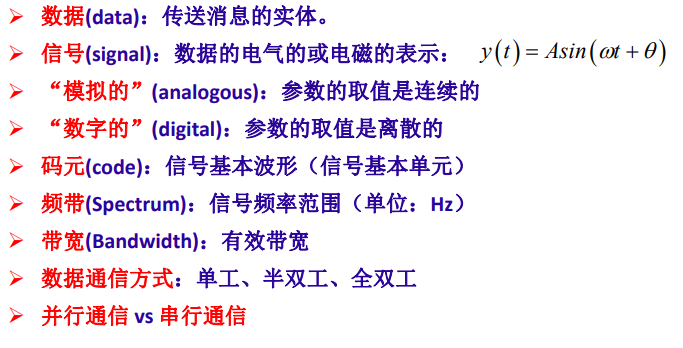 ➢ 数据(data)：传送消息的实体。
➢ 信号(signal)：数据的电气的或电磁的表示： y(t) = Asin(ωt + θ)
➢ “模拟的”(analogous)：参数的取值是连续的
➢ “数字的”(digital)：参数的取值是离散的
➢ 码元(code)：信号基本波形（信号基本单元）
➢ 频带(Spectrum)：信号频率范围（单位：Hz）
➢ 带宽(Bandwidth)：有效带宽
➢ 数据通信方式：单工、半双工、全双工
➢ 并行通信 vs 串行通信